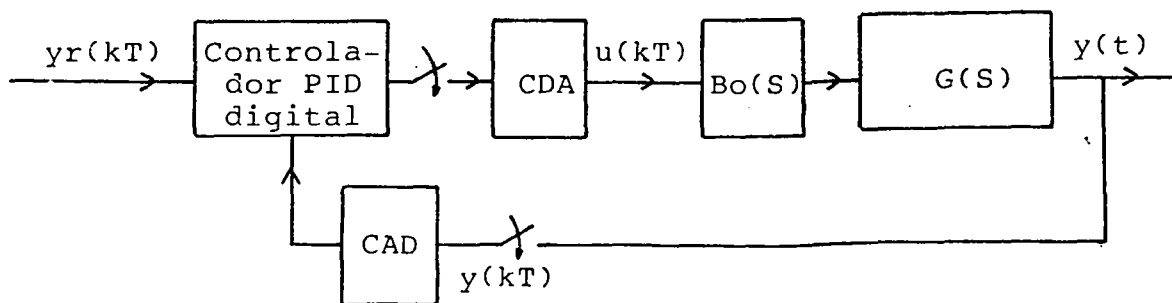 yr(kT)
Controla-
dor PID
digital
CDA
u(kT)
Bo(S)
G(S)
y(t)
CAD
y(kT)